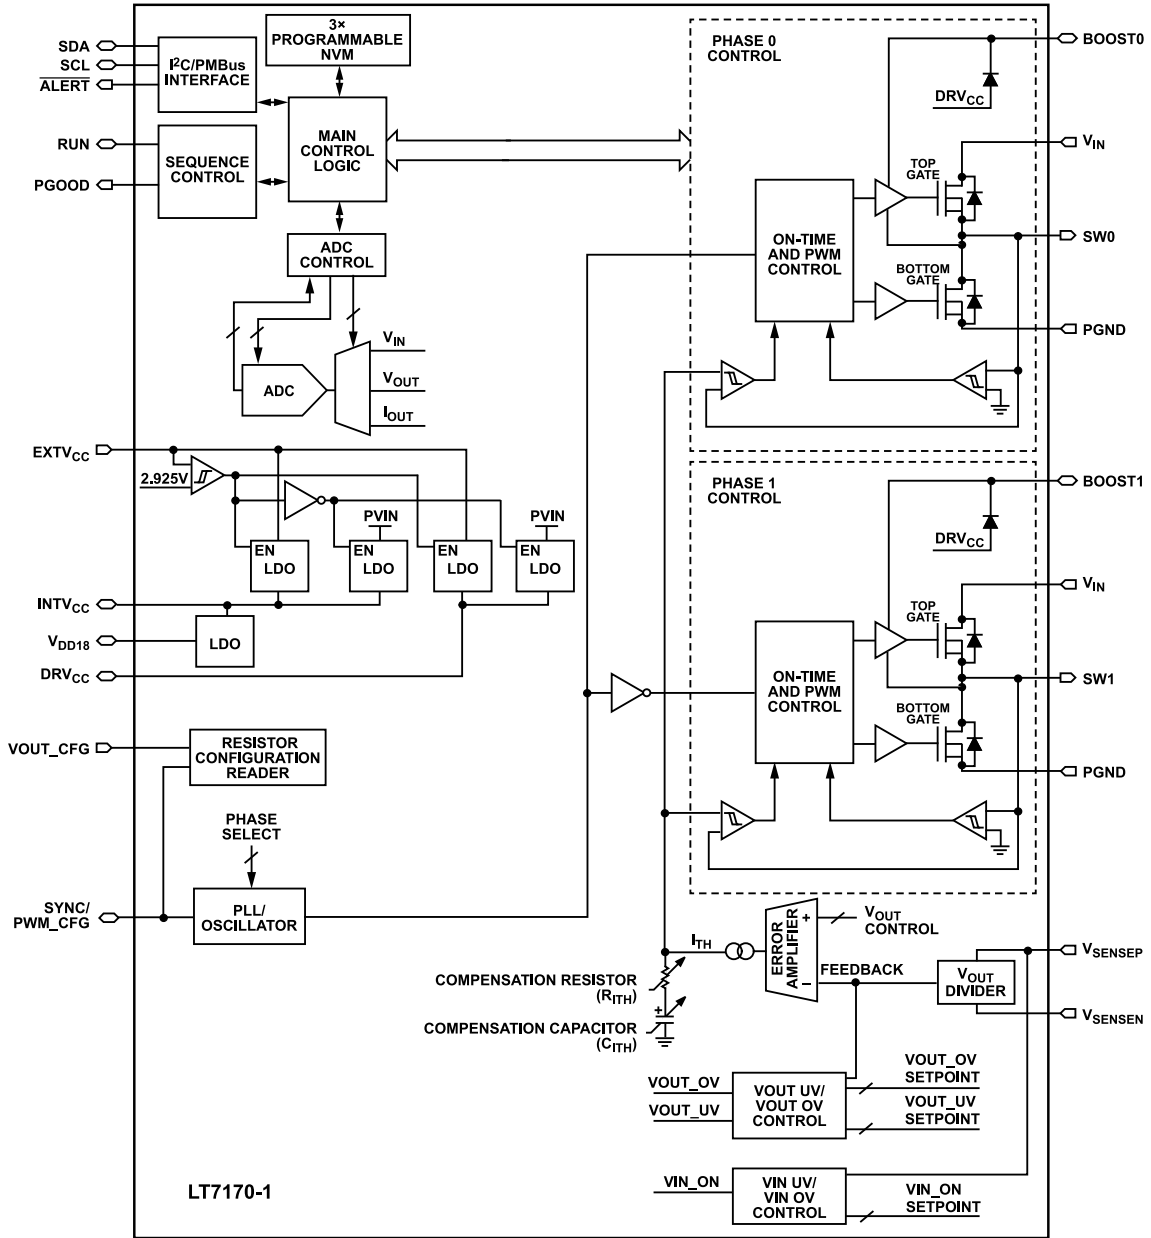 SDA
SCL
ALERT
I2C/PMBus
INTERFACE
3×
PROGRAMMABLE
NVM
RUN
PGOOD
SEQUENCE
CONTROL
MAIN
CONTROL
LOGIC
ADC
CONTROL
ADC
VIN
VOUT
IOUT
PHASE 0
CONTROL
BOOST0
DRVCC
VIN
TOP
GATE
ON-TIME
AND PWM
CONTROL
SW0
BOTTOM
GATE
PGND
EXTVCC
2.925V
PVIN
PVIN
EN
LDO
EN
LDO
EN
LDO
EN
LDO
INTVCC
VDD18
LDO
DRVCC
PHASE 1
CONTROL
BOOST1
DRVCC
VIN
TOP
GATE
ON-TIME
AND PWM
CONTROL
SW1
BOTTOM
GATE
PGND
VOUT_CFG
RESISTOR
CONFIGURATION
READER
PHASE
SELECT
SYNC/
PWM_CFG
PLL/
OSCILLATOR
ITH
ERROR
AMPLIFIER
+
−
VOUT
CONTROL
FEEDBACK
VOUT
DIVIDER
VSENSEP
VSENSEN
COMPENSATION RESISTOR
(RITH)
+
COMPENSATION CAPACITOR
(CITH)
VOUT_OV
VOUT_UV
VOUT UV/
VOUT OV
CONTROL
VOUT_OV
SETPOINT
VOUT_UV
SETPOINT
VIN_ON
VIN UV/
VIN OV
CONTROL
VIN_ON
SETPOINT
LT7170-1